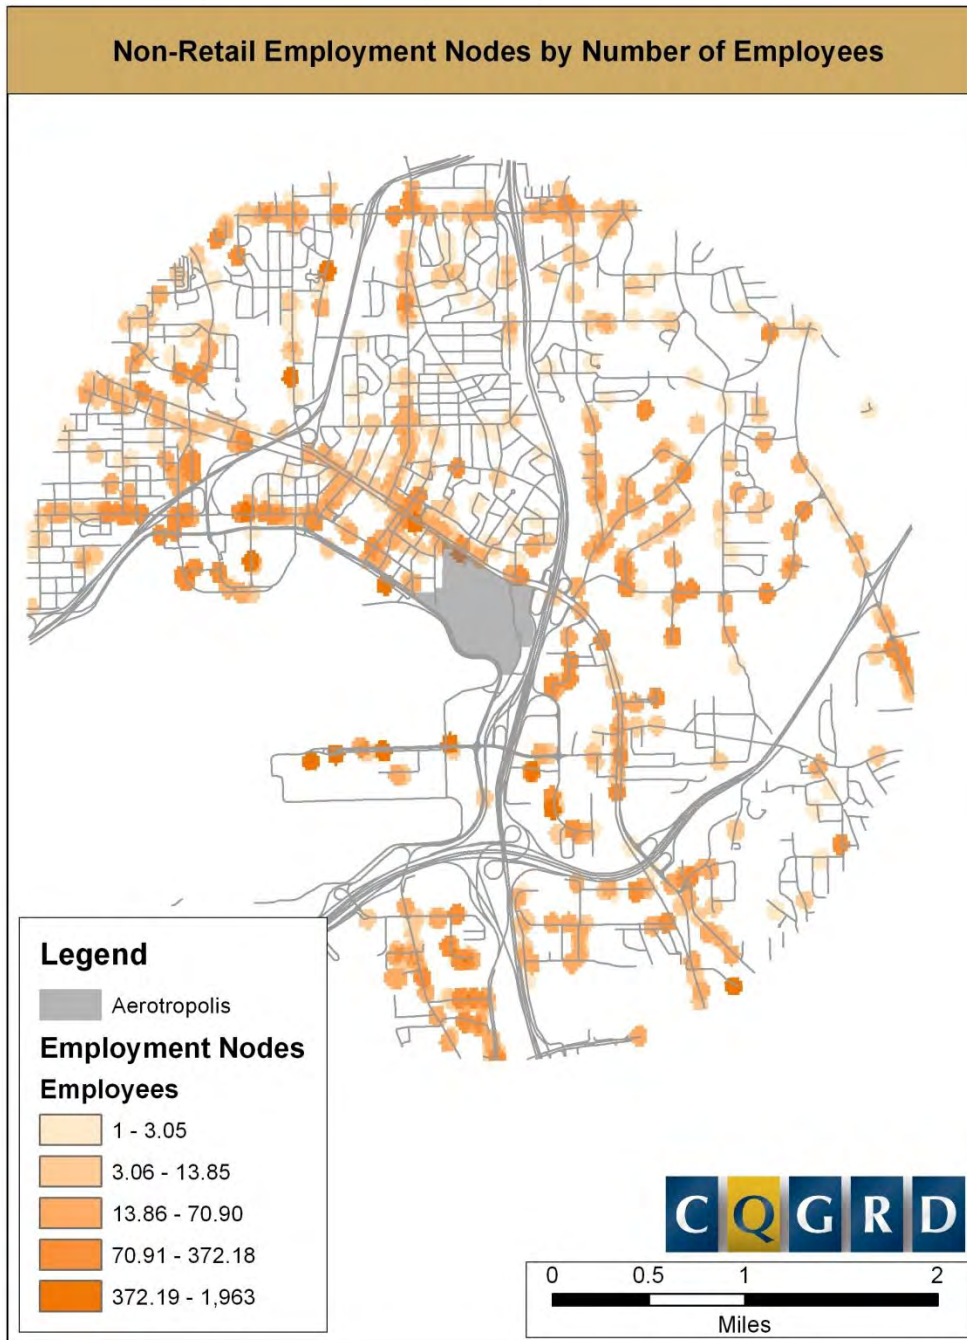 Non-Retail Employment Nodes by Number of Employees
Legend
Aerotropolis
Employment Nodes
Employees
1 - 3.05
3.06 - 13.85
13.86 - 70.90
70.91 - 372.18
372.19 - 1,963
CQGRD
0 0.5 1 2
Miles